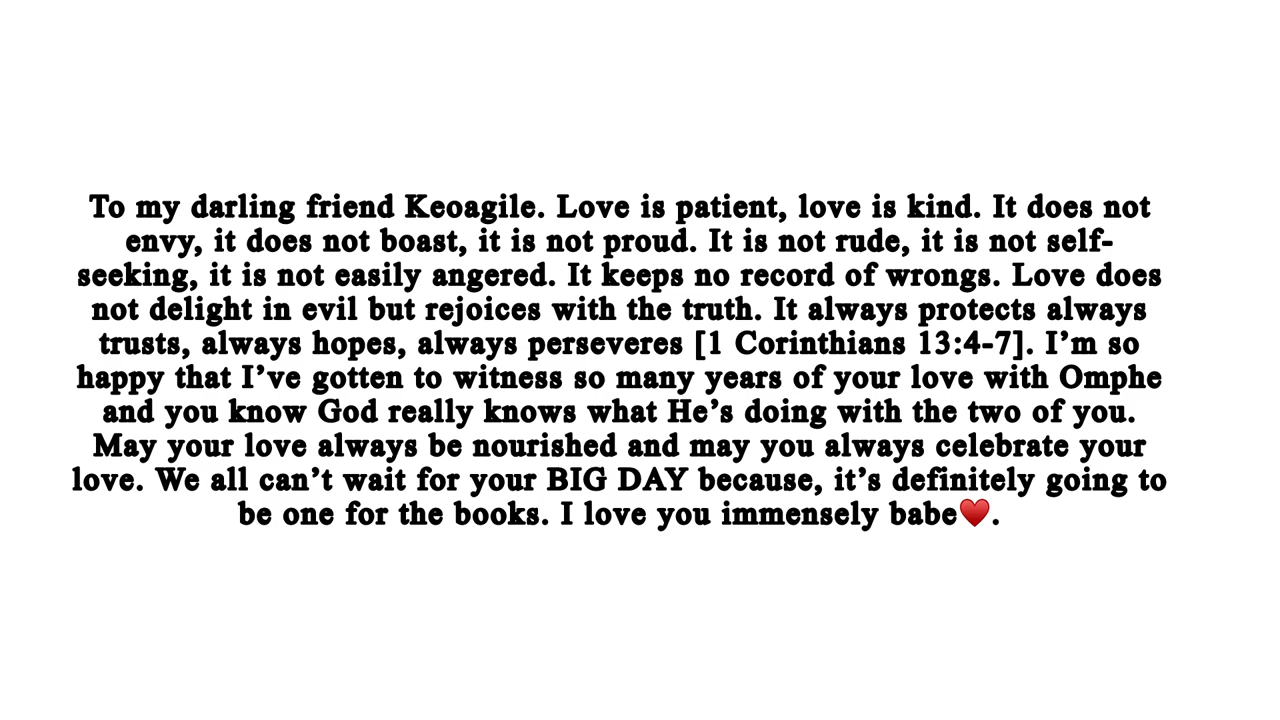 To my darling friend Keoagile. Love is patient, love is kind. It does not
envy, it does not boast, it is not proud. It is not rude, it is not self-
seeking, it is not easily angered. It keeps no record of wrongs. Love does
not delight in evil but rejoices with the truth. It always protects always
trusts, always hopes, always perseveres [1 Corinthians 13:4-7]. I’m so
happy that I’ve gotten to witness so many years of your love with Omphe
and you know God really knows what He’s doing with the two of you.
May your love always be nourished and may you always celebrate your
love. We all can’t wait for your BIG DAY because, it’s definitely going to
be one for the books. I love you immensely babe♥️.